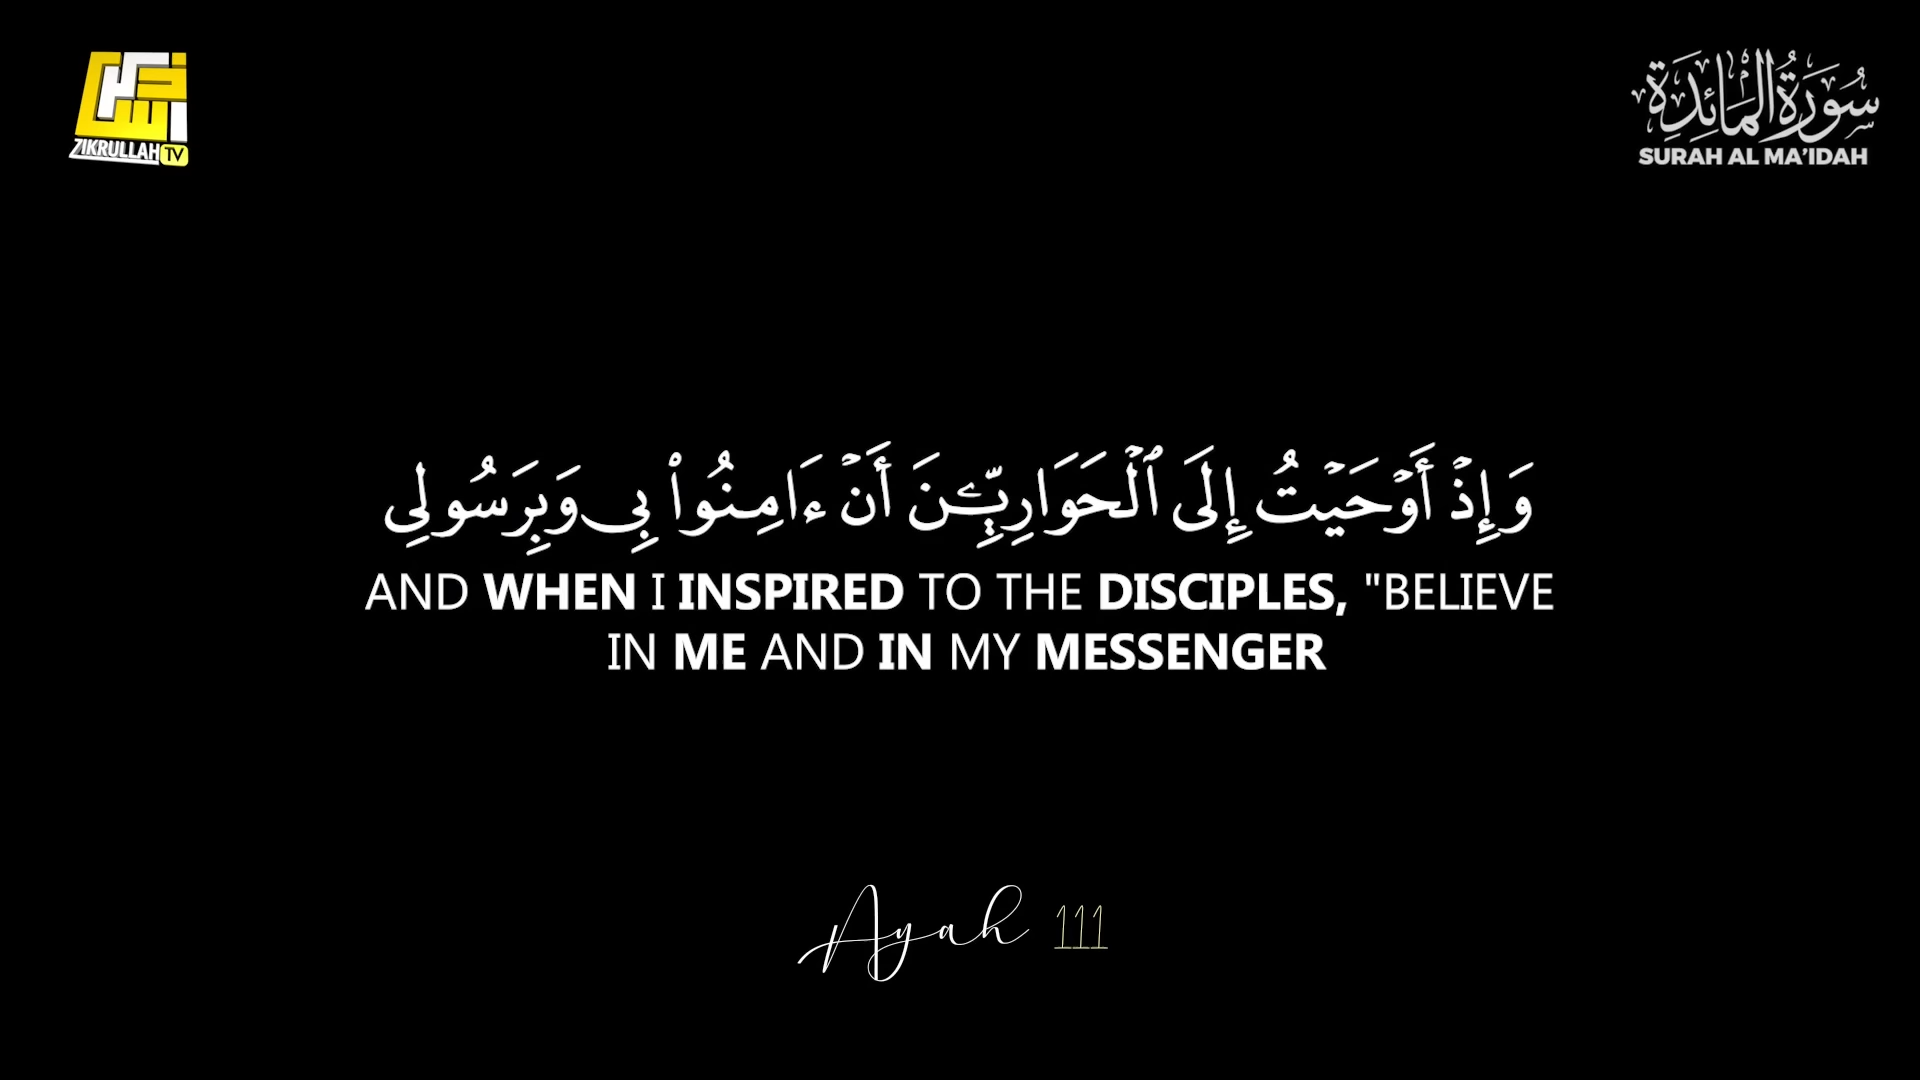 ZIKRULLAH TV
سُورَةُ الْمَائِدَةِ
SURAH AL MA'IDAH
وَإِذْ أَوْحَيْتُ إِلَى ٱلْحَوَارِيِّـۧنَ أَنْ ءَامِنُوا۟ بِى وَبِرَسُولِى
AND WHEN I INSPIRED TO THE DISCIPLES, "BELIEVE
IN ME AND IN MY MESSENGER
Ayah 111